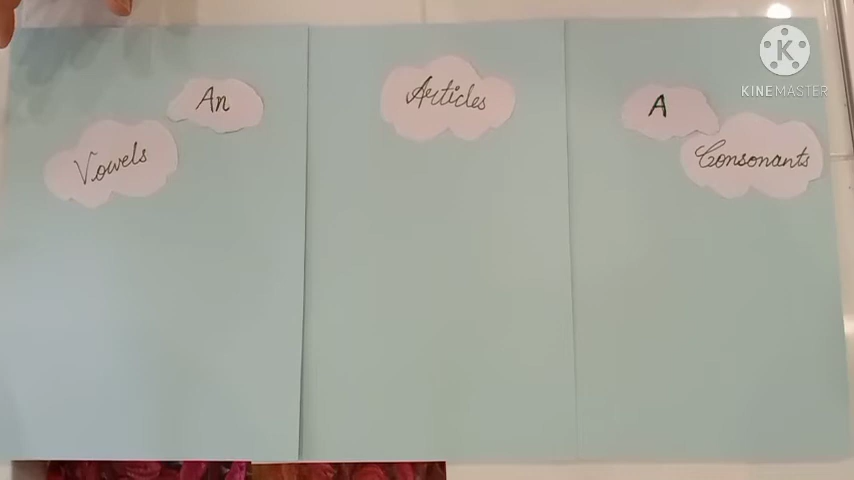 An
Vowels
Articles
A
Consonants
K
KINEMASTER